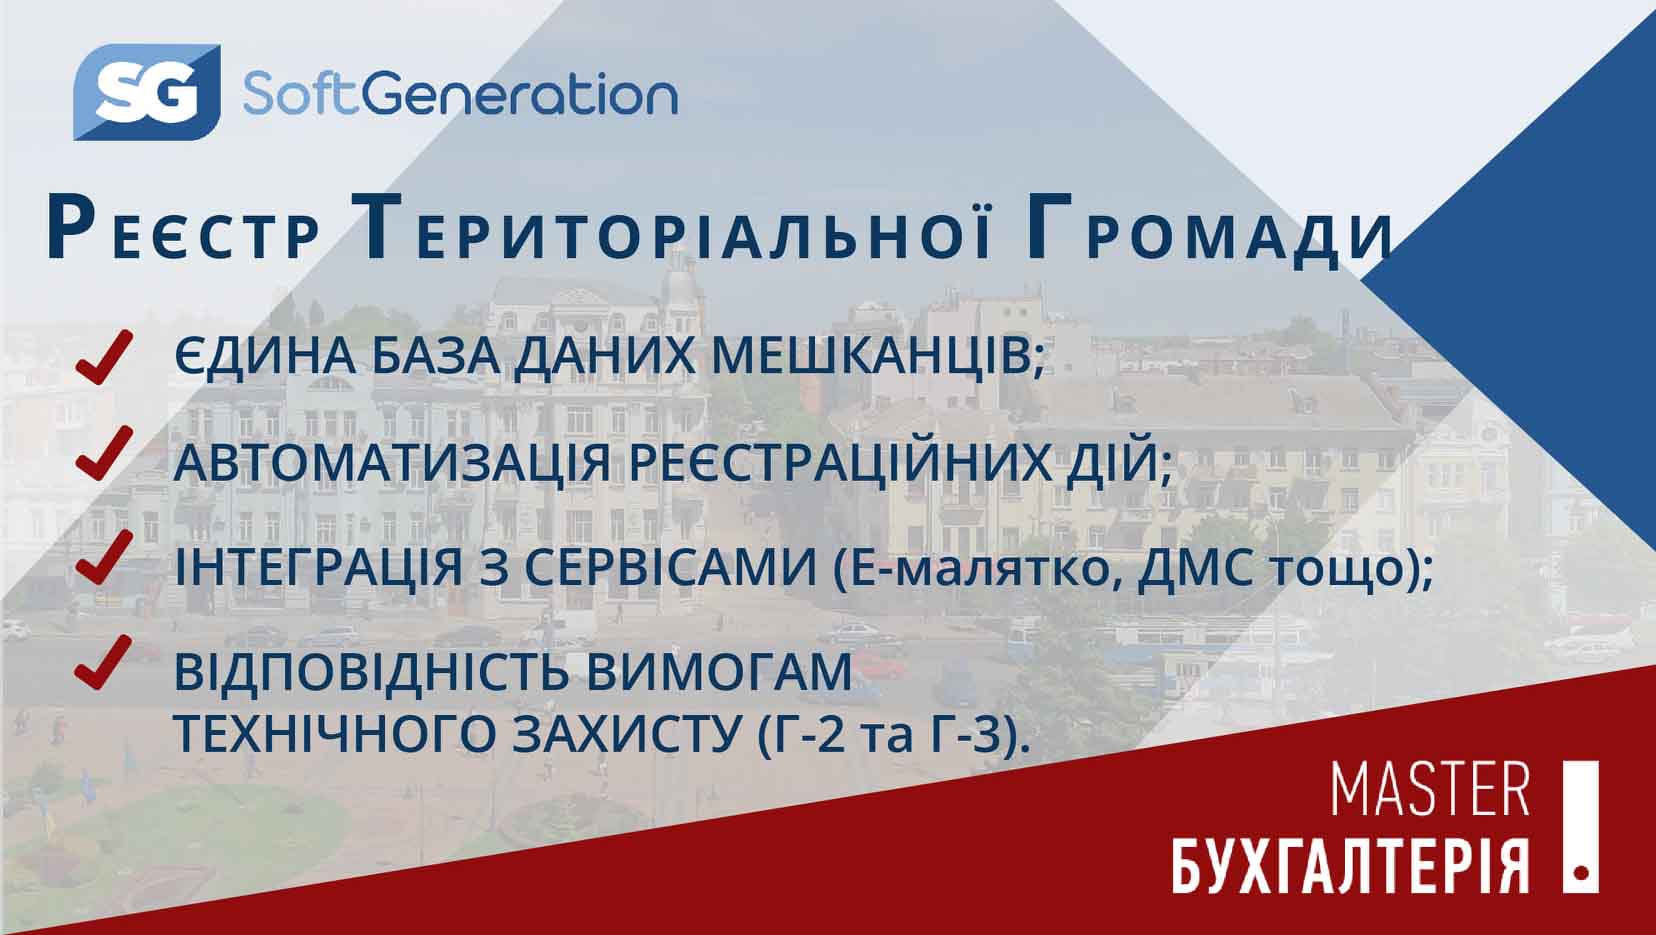 SG SoftGeneration
Реєстр Територіальної Громади
ЄДИНА БАЗА ДАНИХ МЕШКАНЦІВ;
АВТОМАТИЗАЦІЯ РЕЄСТРАЦІЙНИХ ДІЙ;
ІНТЕГРАЦІЯ З СЕРВІСАМИ (Е-малятко, ДМС тощо);
ВІДПОВІДНІСТЬ ВИМОГАМ
ТЕХНІЧНОГО ЗАХИСТУ (Г-2 та Г-3).
MASTER
БУХГАЛТЕРІЯ !